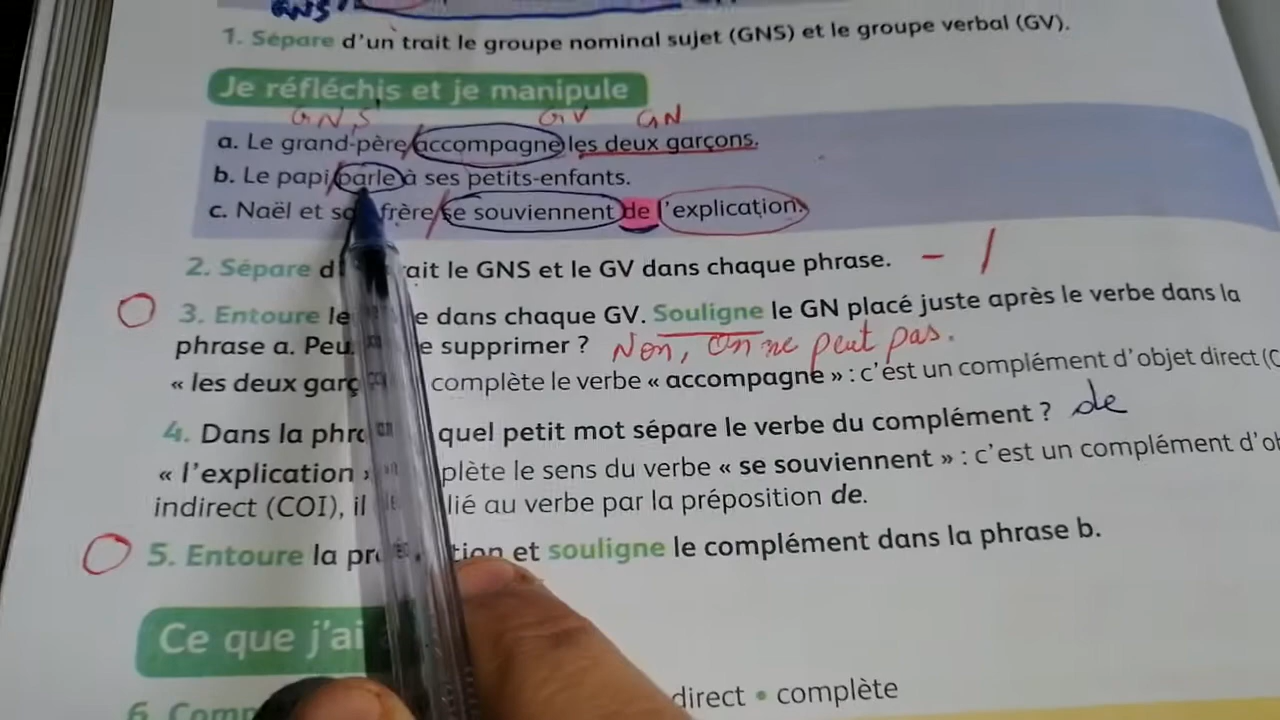 GNS
1. Sépare d'un trait le groupe nominal sujet (GNS) et le groupe verbal (GV).
Je réfléchis et je manipule
GNS GV GN
a. Le grand-père/accompagne les deux garçons.
b. Le papi/parle à ses petits-enfants.
c. Naël et frère/se souviennent de l'explication.
2. Sépare rait le GNS et le GV dans chaque phrase. - /
3. Entoure le dans chaque GV. Souligne le GN placé juste après le verbe dans la
phrase a. supprimer ? Non, on ne peut pas.
« les deux complète le verbe « accompagne » : c'est un complément d'objet direct (
4. Dans la quel petit mot sépare le verbe du complément ? de
« l'explication le sens du verbe « se souviennent » : c'est un complément
indirect (COI), il lié au verbe par la préposition de.
5. Entoure la et souligne le complément dans la phrase b.
Ce que j'ai
6. direct • complète